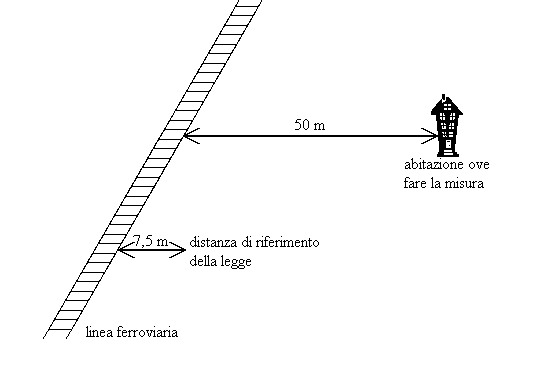 50 m
abitazione ove
fare la misura
7,5 m
distanza di riferimento
della legge
linea ferroviaria